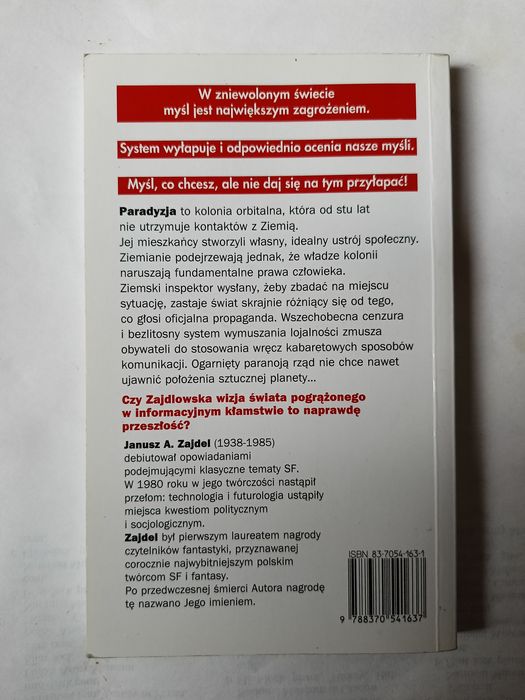 W zniewolonym świecie
myśl jest największym zagrożeniem.
System wyłapuje i odpowiednio ocenia nasze myśli.
Myśl, co chcesz, ale nie daj się na tym przyłapać!
Paradyzja to kolonia orbitalna, która od stu lat
nie utrzymuje kontaktów z Ziemią.
Jej mieszkańcy stworzyli własny, idealny ustrój społeczny.
Ziemianie podejrzewają jednak, że władze kolonii
naruszają fundamentalne prawa człowieka.
Ziemski inspektor wysłany, żeby zbadać na miejscu
sytuację, zastaje świat skrajnie różniący się od tego,
co głosi oficjalna propaganda. Wszechobecna cenzura
i bezlitosny system wymuszania lojalności zmusza
obywateli do stosowania wręcz kabaretowych sposobów
komunikacji. Ogarnięty paranoją rząd nie chce nawet
ujawnić położenia sztucznej planety...
Czy Zajdlowska wizja świata pogrążonego
w informacyjnym kłamstwie to naprawdę
przeszłość?
Janusz A. Zajdel (1938-1985)
debiutował opowiadaniami
podejmującymi klasyczne tematy SF.
W 1980 roku w jego twórczości nastąpił
przełom: technologia i futurologia ustąpiły
miejsca kwestiom politycznym
i socjologicznym.
Zajdel był pierwszym laureatem nagrody
czytelników fantastyki, przyznawanej
corocznie najwybitniejszym polskim
twórcom SF i fantasy.
Po przedwczesnej śmierci Autora nagrodę
tę nazwano Jego imieniem.
ISBN 83-7054-163-1
9 788370 541637